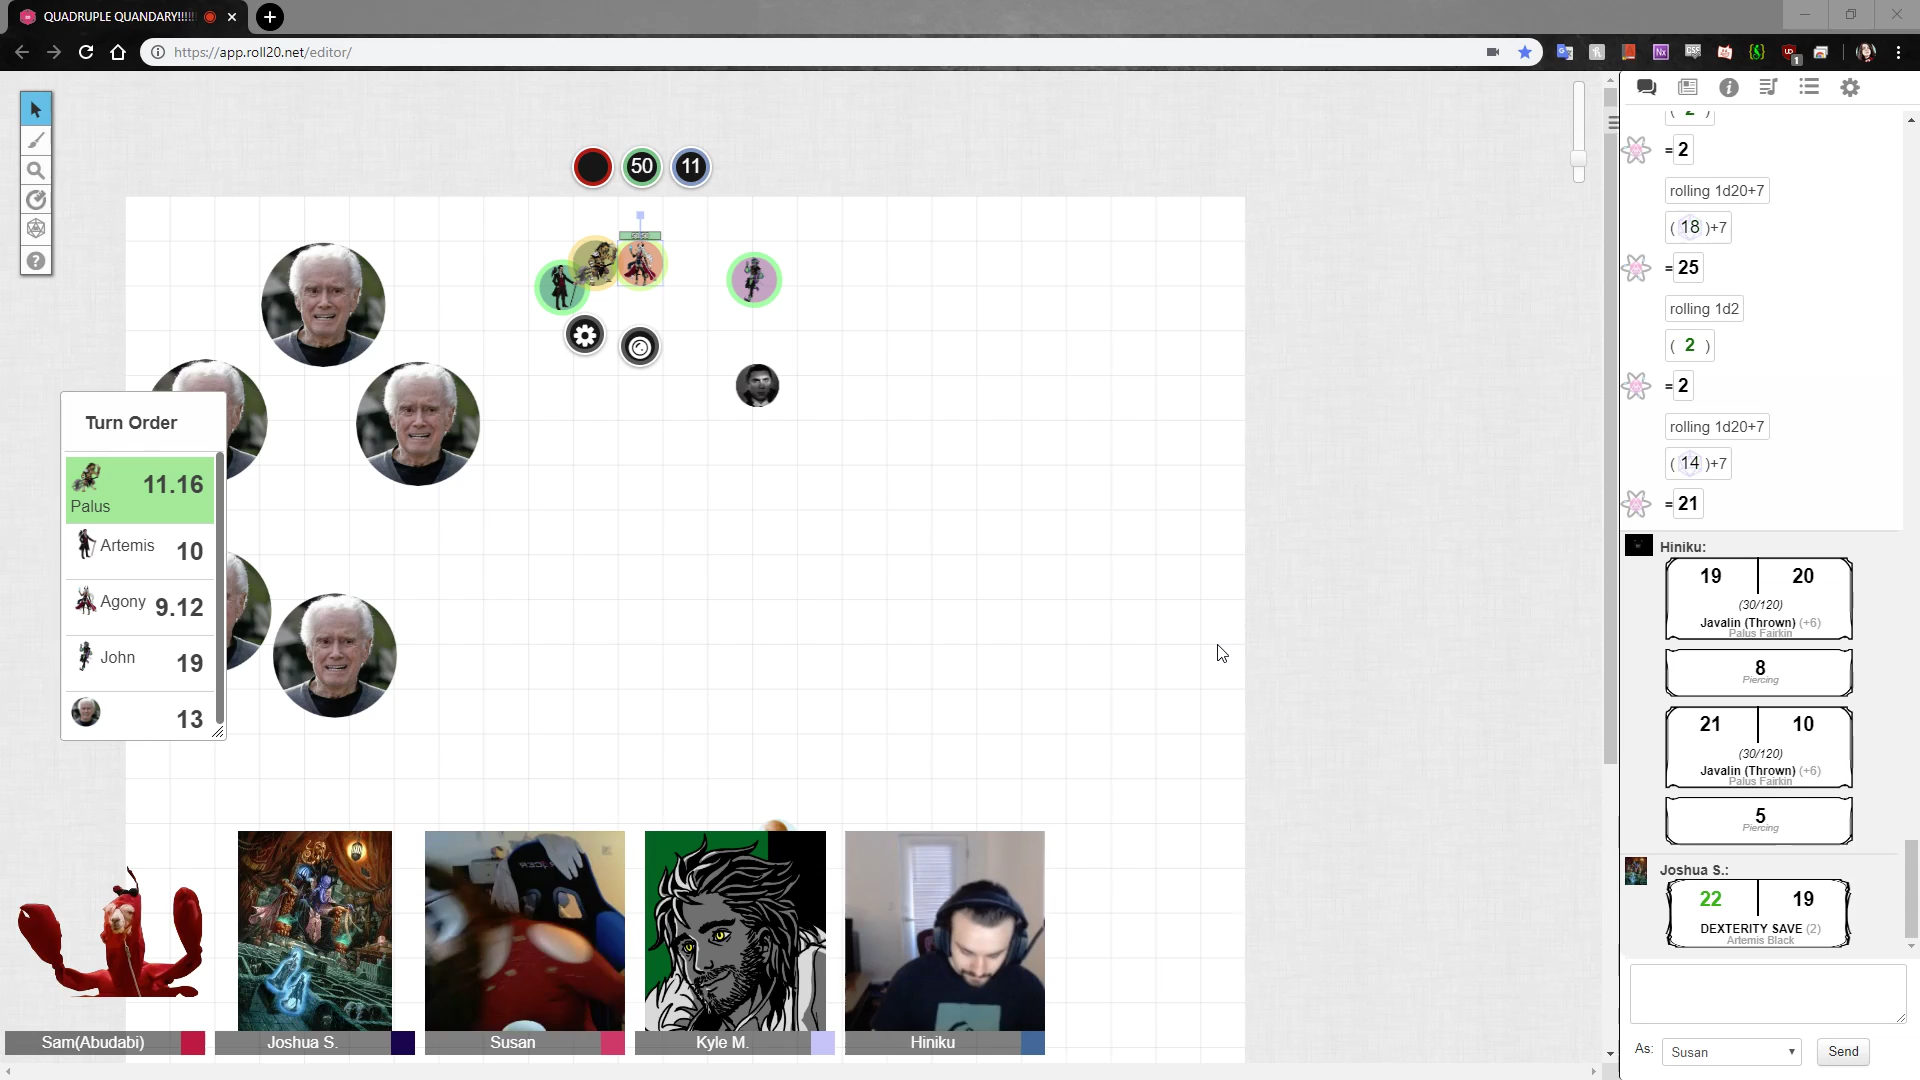 QUADRUPLE QUANDARY!!!!!
https://app.roll20.net/editor/
50
11
Turn Order
11.16
Palus
Artemis 10
Agony 9.12
John 19
13
= 2
rolling 1d20+7
( 18 )+7
= 25
rolling 1d2
( 2 )
= 2
rolling 1d20+7
( 14 )+7
= 21
Hiniku:
19 20
(30/120)
Javalin (Thrown) (+6)
Palus Fairkin
8
Piercing
21 10
(30/120)
Javalin (Thrown) (+6)
Palus Fairkin
5
Piercing
Joshua S.:
22 19
DEXTERITY SAVE (2)
Artemis Black
Sam(Abudabi)
Joshua S.
Susan
Kyle M.
Hiniku
As: Susan
Send